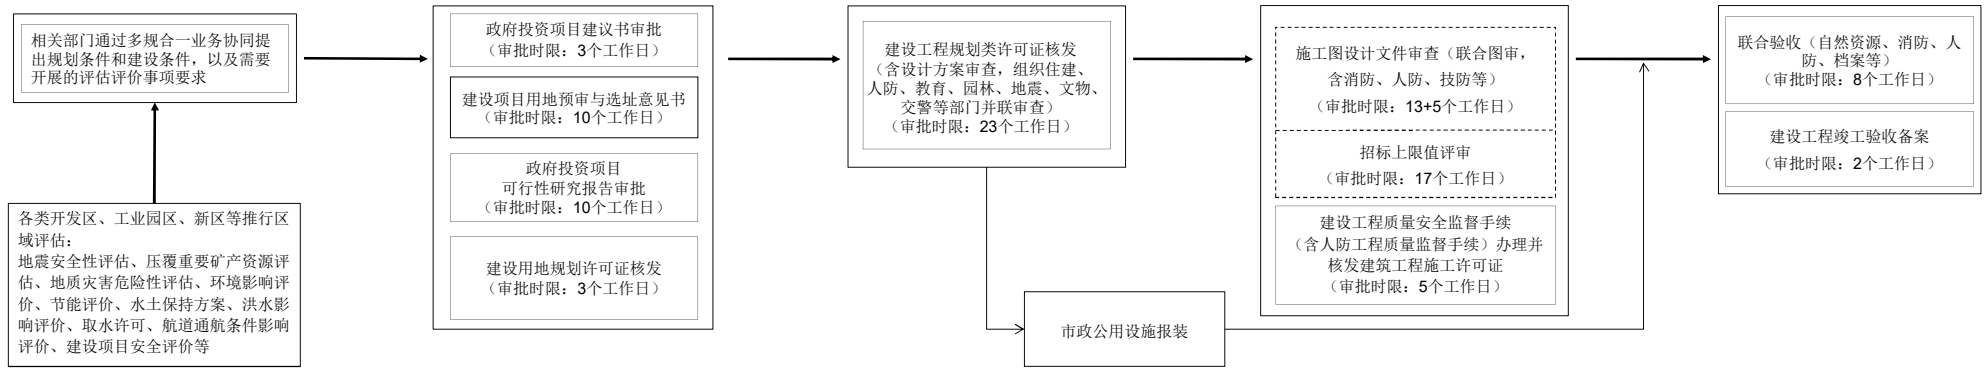 相关部门通过多规合一业务协同提
出规划条件和建设条件，以及需要
开展的评估评价事项要求
各类开发区、工业园区、新区等推行区
域评估：
地震安全性评估、压覆重要矿产资源评
估、地质灾害危险性评估、环境影响评
价、节能评价、水土保持方案、洪水影
响评价、取水许可、航道通航条件影响
评价、建设项目安全评价等
政府投资项目建议书审批
（审批时限：3个工作日）
建设项目用地预审与选址意见书
（审批时限：10个工作日）
政府投资项目
可行性研究报告审批
（审批时限：10个工作日）
建设用地规划许可证核发
（审批时限：3个工作日）
建设工程规划类许可证核发
（含设计方案审查，组织住建、
人防、教育、园林、地震、文物、
交警等部门并联审查）
（审批时限：23个工作日）
市政公用设施报装
施工图设计文件审查（联合图审，
含消防、人防、技防等）
（审批时限：13+5个工作日）
招标上限值评审
（审批时限：17个工作日）
建设工程质量安全监督手续
（含人防工程质量监督手续）办理并
核发建筑工程施工许可证
（审批时限：5个工作日）
联合验收（自然资源、消防、人
防、档案等）
（审批时限：8个工作日）
建设工程竣工验收备案
（审批时限：2个工作日）